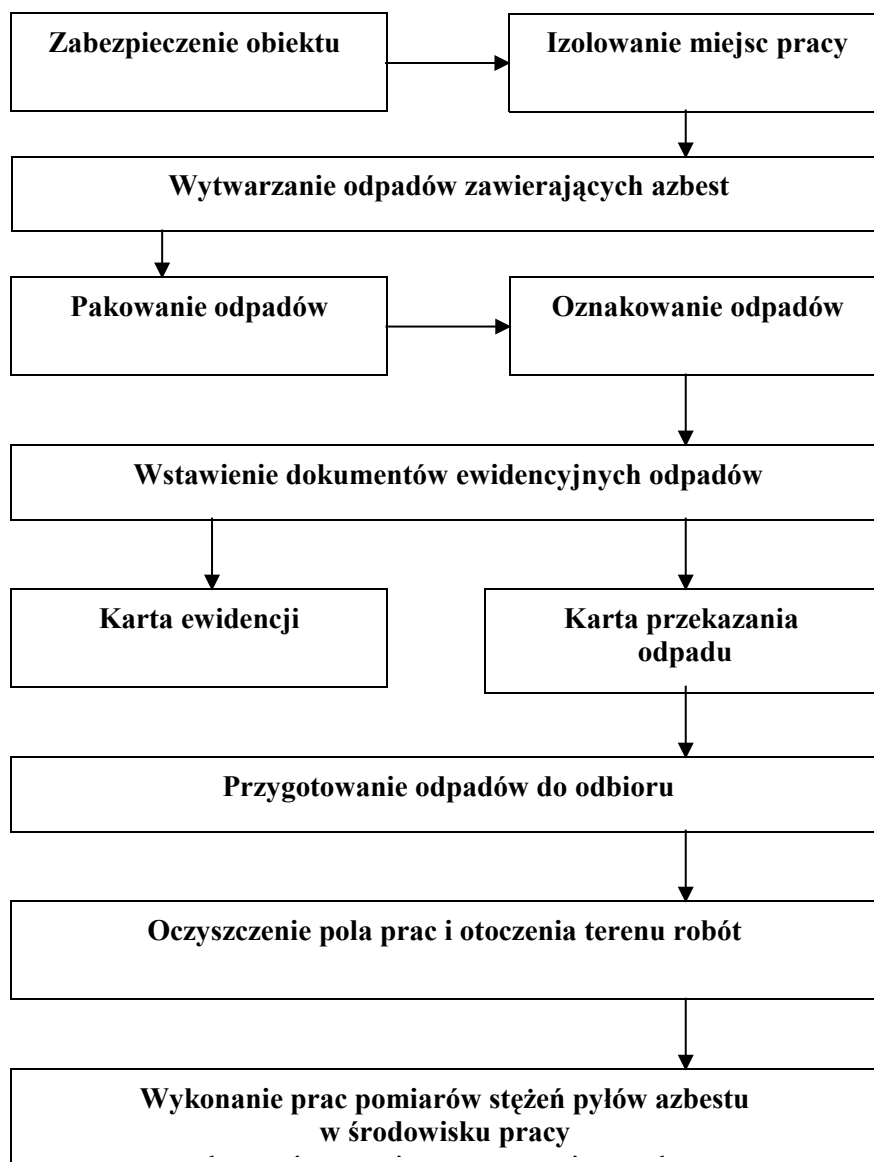 Zabezpieczenie obiektu
Izolowanie miejsc pracy
Wytwarzanie odpadów zawierających azbest
Pakowanie odpadów
Oznakowanie odpadów
Wstawienie dokumentów ewidencyjnych odpadów
Karta ewidencji
Karta przekazania
odpadu
Przygotowanie odpadów do odbioru
Oczyszczenie pola prac i otoczenia terenu robót
Wykonanie prac pomiarów stężeń pyłów azbestu
w środowisku pracy